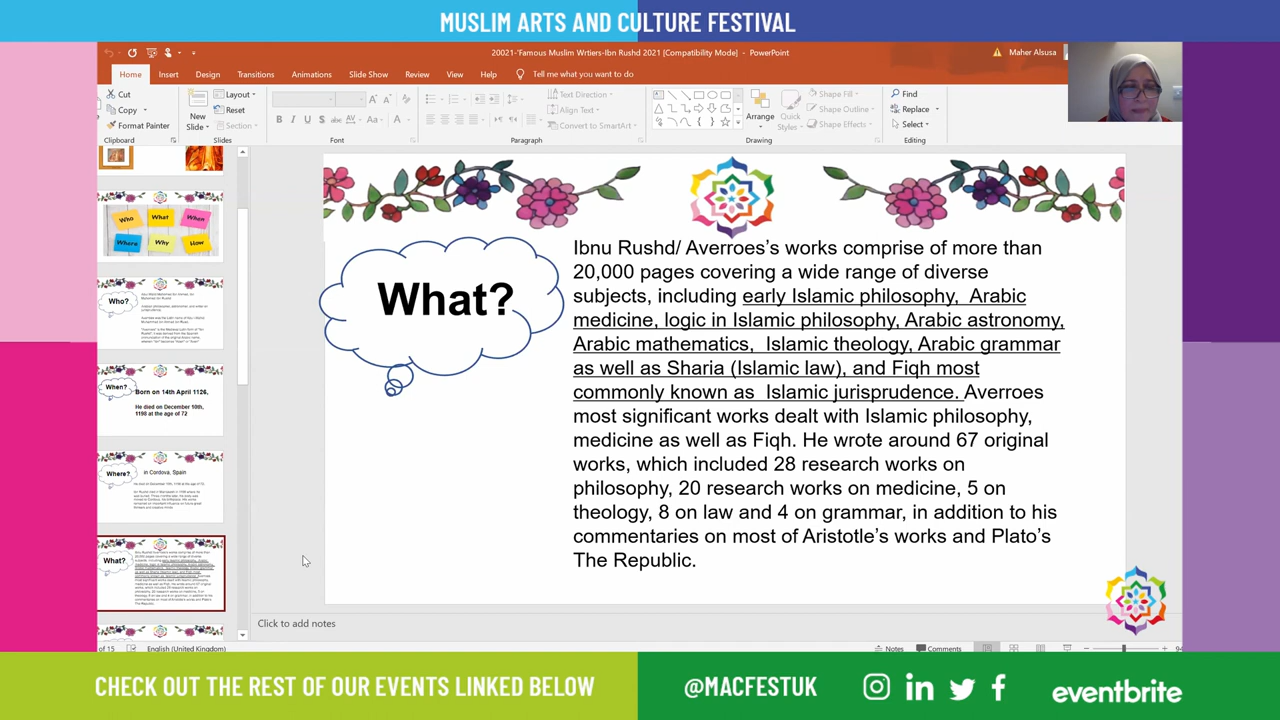 MUSLIM ARTS AND CULTURE FESTIVAL
20021-'Famous Muslim Wrtiers-Ibn Rushd 2021 [Compatibility Mode] - PowerPoint
Maher Alsusa
Home Insert Design Transitions Animations Slide Show Review View Help Tell me what you want to do
Cut
Copy
Format Painter
Clipboard
New
Slide
Layout
Reset
Section
Slides
Paragraph
Text Direction
Align Text
Convert to SmartArt
Arrange
Quick
Styles
Shape Fill
Shape Outline
Shape Effects
Drawing
Find
Replace
Select
Editing
Who
What
When
Where
Why
How
Who?
When?
Born on 14th April 1126,
He died on December 10th,
1198 at the age of 72
Where?
in Cordova, Spain
What?
What?
Ibnu Rushd/ Averroes's works comprise of more than
20,000 pages covering a wide range of diverse
subjects, including early Islamic philosophy, Arabic
medicine, logic in Islamic philosophy, Arabic astronomy,
Arabic mathematics, Islamic theology, Arabic grammar
as well as Sharia (Islamic law), and Fiqh most
commonly known as Islamic jurisprudence. Averroes
most significant works dealt with Islamic philosophy,
medicine as well as Fiqh. He wrote around 67 original
works, which included 28 research works on
philosophy, 20 research works on medicine, 5 on
theology, 8 on law and 4 on grammar, in addition to his
commentaries on most of Aristotle's works and Plato's
The Republic.
Click to add notes
of 15 English (United Kingdom)
Notes Comments
CHECK OUT THE REST OF OUR EVENTS LINKED BELOW
@MACFESTUK
eventbrite